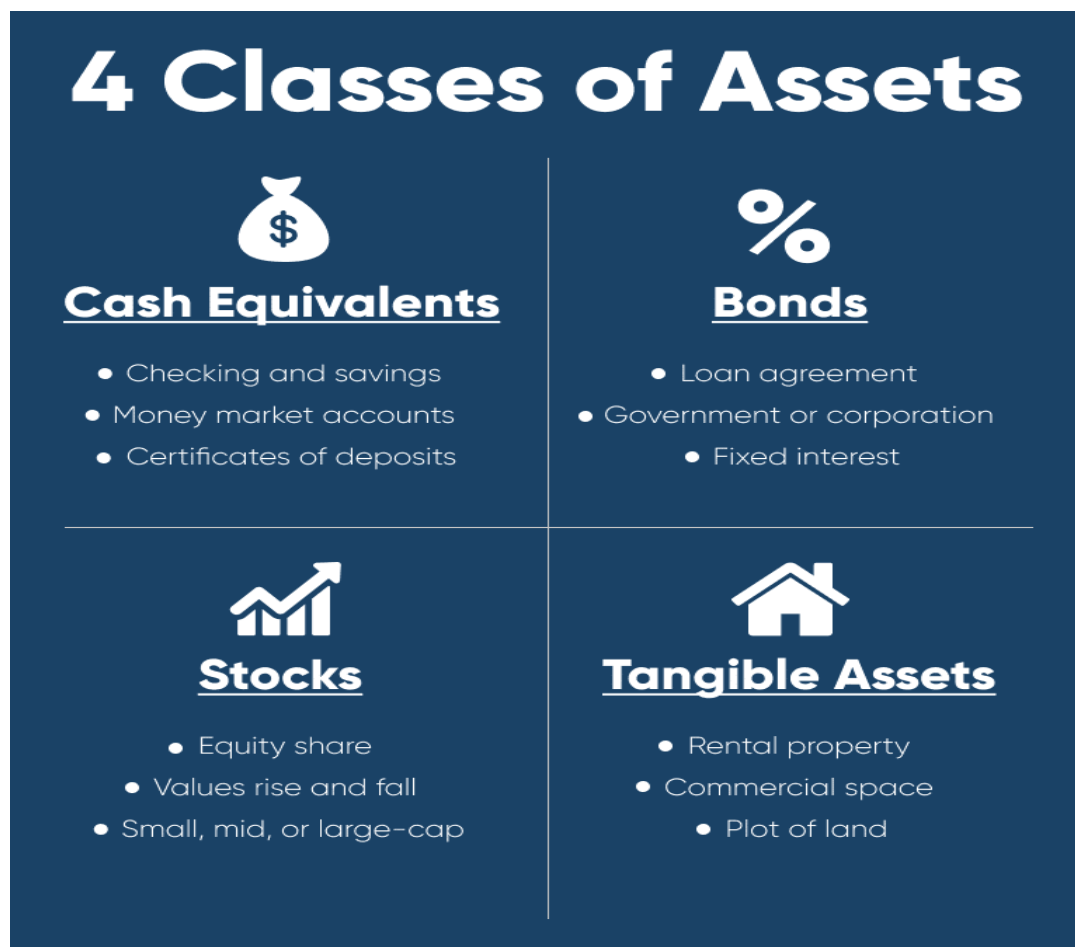 4 Classes of Assets
$
Cash Equivalents
• Checking and savings
• Money market accounts
• Certificates of deposits
%
Bonds
• Loan agreement
• Government or corporation
• Fixed interest
Stocks
• Equity share
• Values rise and fall
• Small, mid, or large-cap
Tangible Assets
• Rental property
• Commercial space
• Plot of land